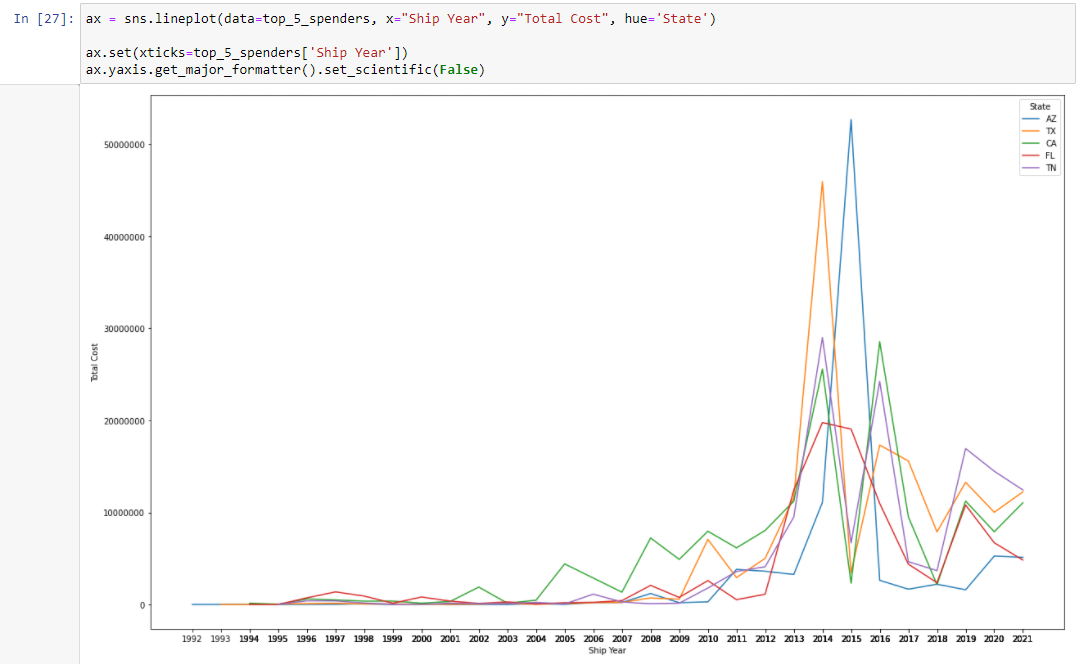 In [27]: ax = sns.lineplot(data=top_5_spenders, x="Ship Year", y="Total Cost", hue='State')
ax.set(xticks=top_5_spenders['Ship Year'])
ax.yaxis.get_major_formatter().set_scientific(False)
State
AZ
TX
CA
FL
TN
50000000
40000000
30000000
20000000
10000000
0
Total Cost
1992 1993 1994 1995 1996 1997 1998 1999 2000 2001 2002 2003 2004 2005 2006 2007 2008 2009 2010 2011 2012 2013 2014 2015 2016 2017 2018 2019 2020 2021
Ship Year